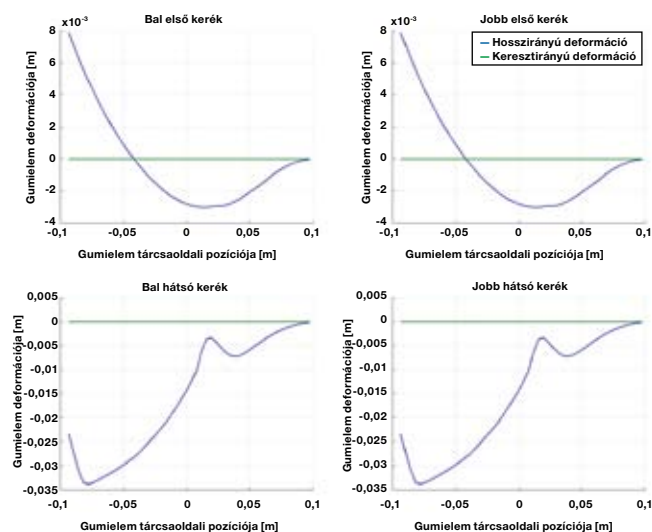 Bal első kerék
8 x10⁻³
6
4
2
0
-2
-4
-0,1 -0,05 0 0,05 0,1
Gumielem deformációja [m]
Gumielem tárcsaoldali pozíciója [m]
Jobb első kerék
8 x10⁻³
6
4
2
0
-2
-4
-0,1 -0,05 0 0,05 0,1
Gumielem deformációja [m]
Gumielem tárcsaoldali pozíciója [m]
Hosszirányú deformáció
Keresztirányú deformáció
Bal hátsó kerék
0,005
0
-0,005
-0,01
-0,015
-0,02
-0,025
-0,03
-0,035
-0,1 -0,05 0 0,05 0,1
Gumielem deformációja [m]
Gumielem tárcsaoldali pozíciója [m]
Jobb hátsó kerék
0,005
0
-0,005
-0,01
-0,015
-0,02
-0,025
-0,03
-0,035
-0,1 -0,05 0 0,05 0,1
Gumielem deformációja [m]
Gumielem tárcsaoldali pozíciója [m]